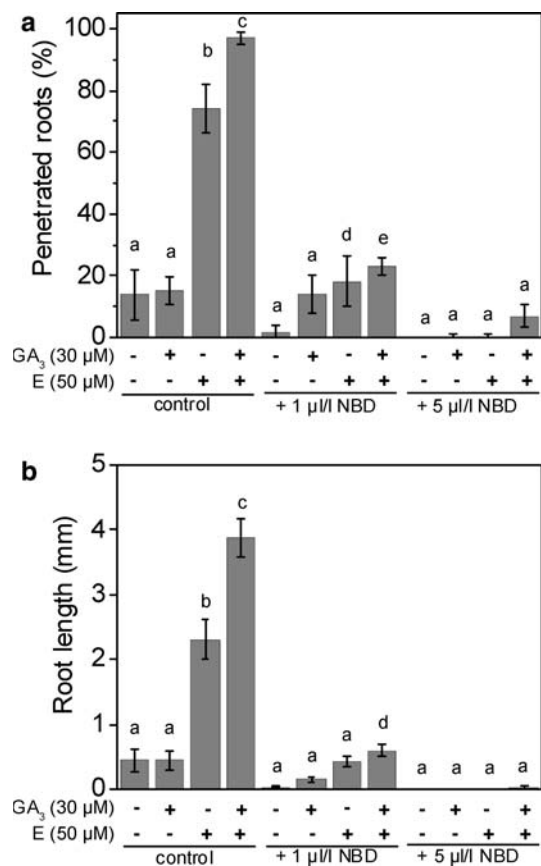 a
Penetrated roots (%)
100
80
60
40
20
0
a a b c a a d e a a a a
GA₃ (30 µM) - + - + - + - + - + - +
E (50 µM) - - + + - - + + - - + +
control + 1 µl/l NBD + 5 µl/l NBD
b
Root length (mm)
5
4
3
2
1
0
a a b c a a a d a a a a
GA₃ (30 µM) - + - + - + - + - + - +
E (50 µM) - - + + - - + + - - + +
control + 1 µl/l NBD + 5 µl/l NBD